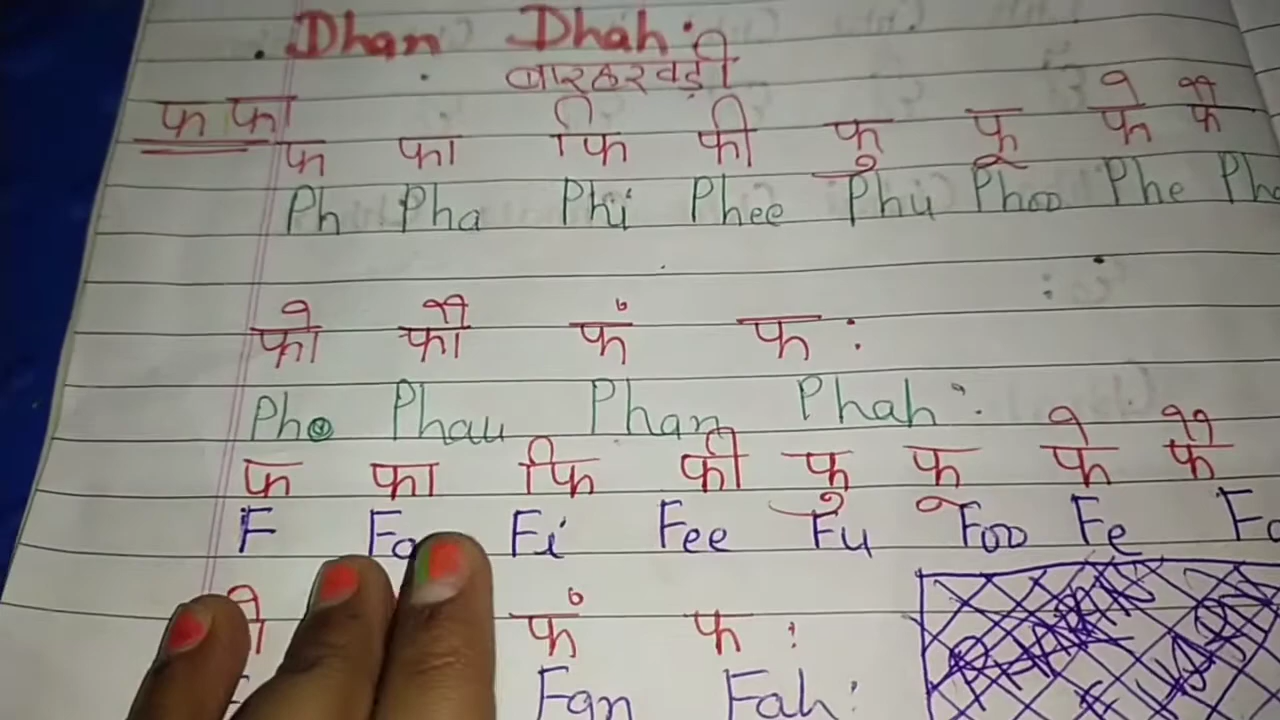 Dhan Dhah:
बारहखड़ी
फ फा
फ फा फि फी फु फू फे फै
Ph Pha Phi Phee Phu Phoo Phe
फो फौ फं फ:
Pho Phau Phan Phah:
फ फा फि फी फु फू फे फै
F Fa Fi Fee Fu Foo Fe
फं फ:
Fan Fah: